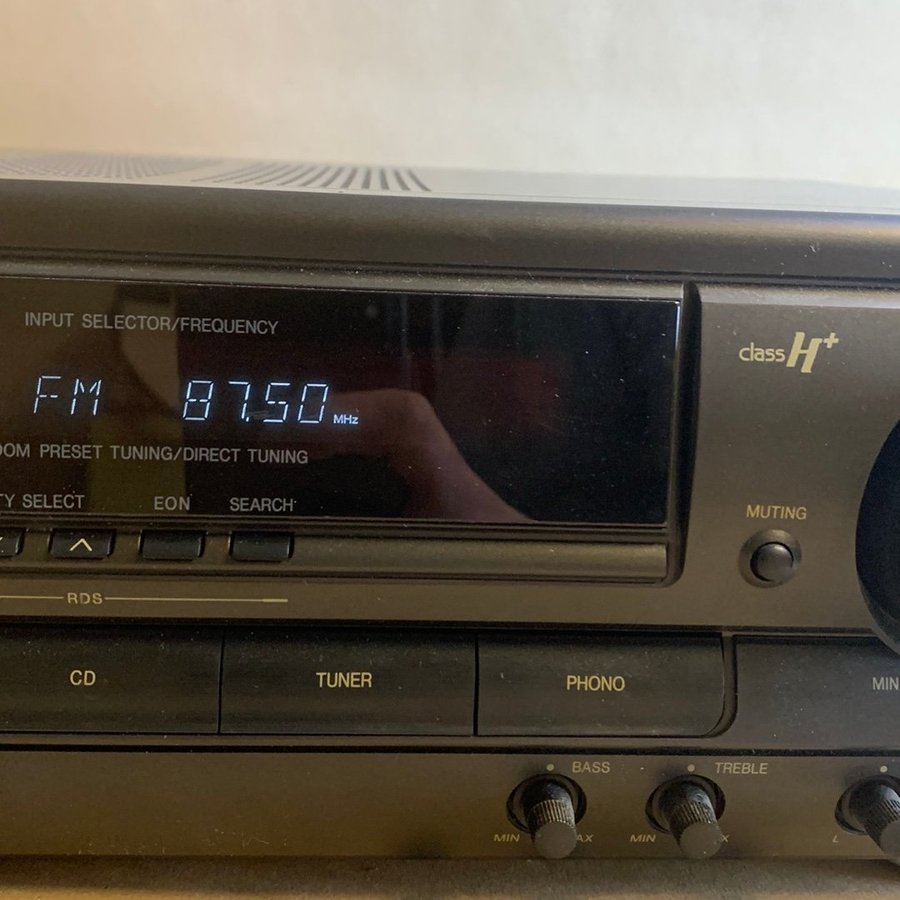 INPUT SELECTOR/FREQUENCY
class H+
FM 87.50 MHz
PRESET TUNING/DIRECT TUNING
SELECT EON SEARCH
MUTING
RDS
CD TUNER PHONO
MIN
BASS TREBLE
MIN MIN
L